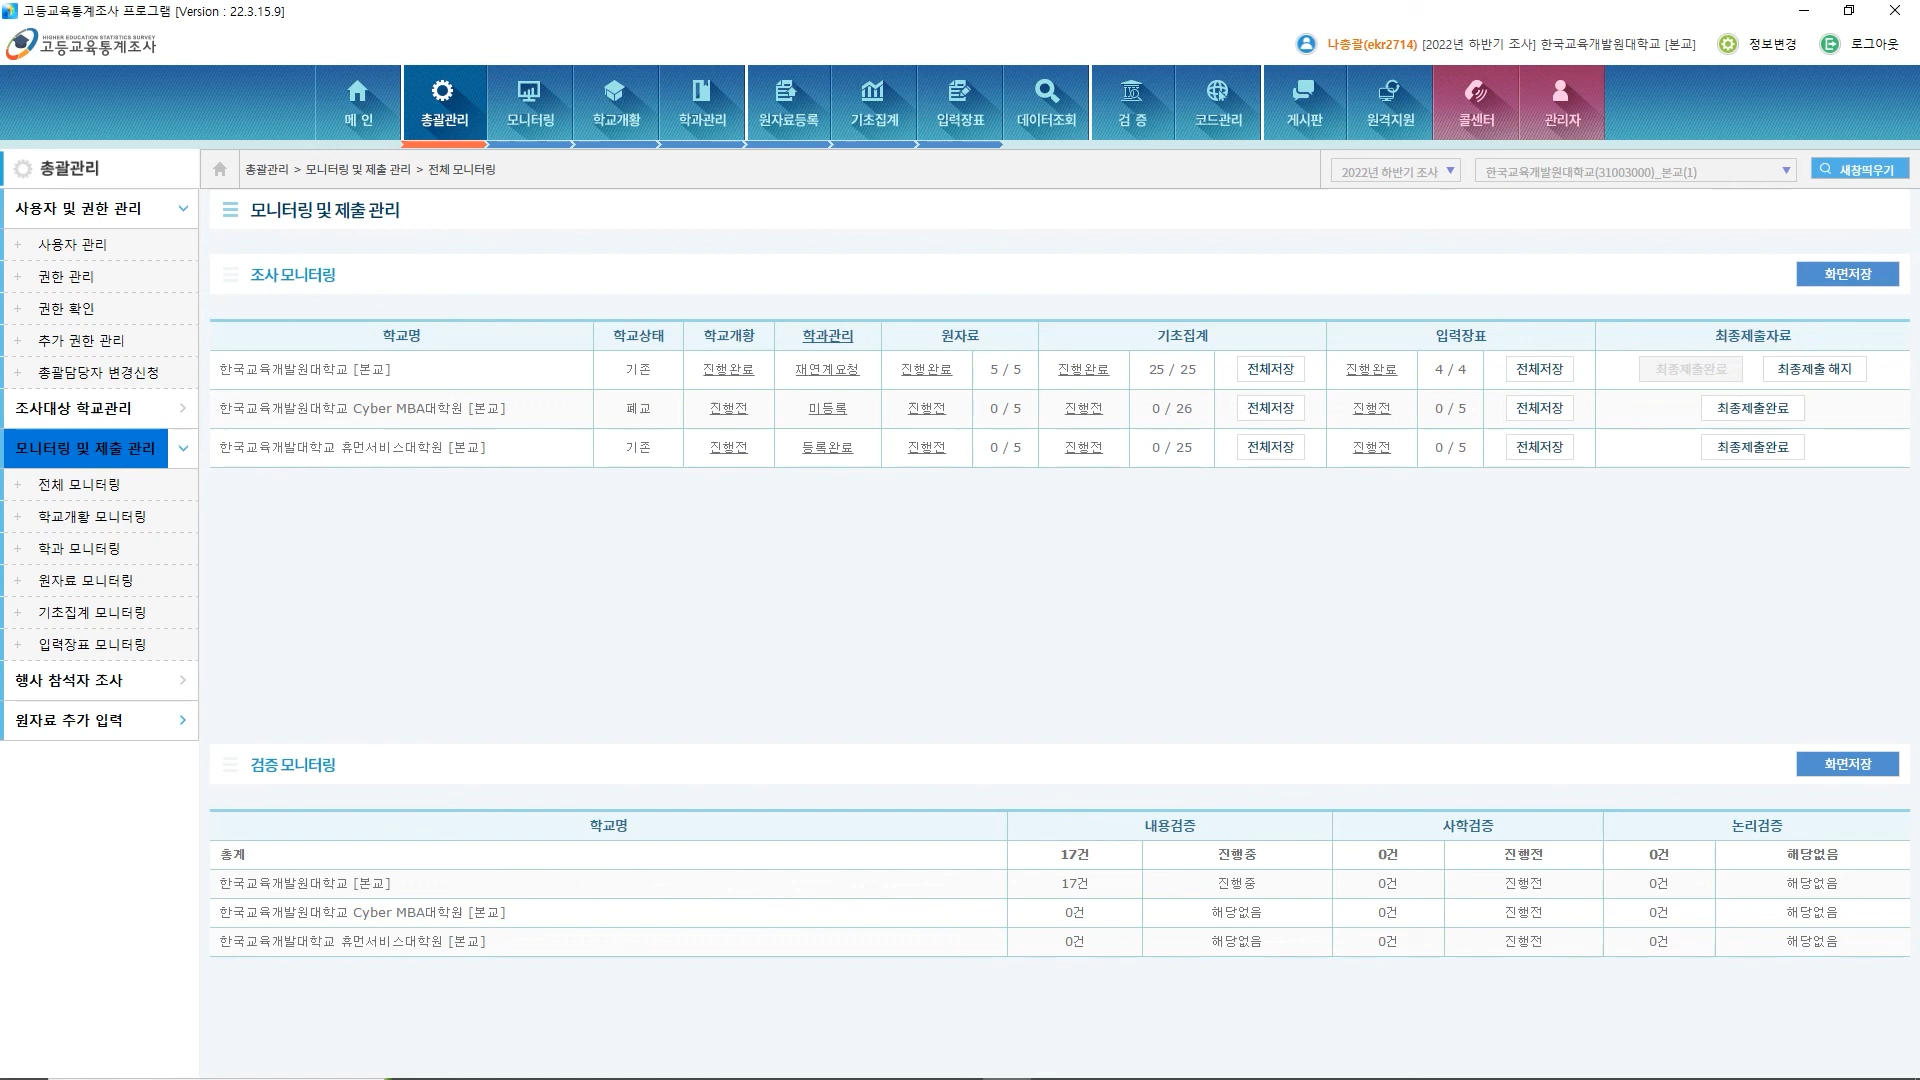 고등교육통계조사 프로그램 [Version : 22.3.15.9]
HIGHER EDUCATION STATISTICS SURVEY
고등교육통계조사
나총괄(ekr2714) [2022년 하반기 조사] 한국교육개발원대학교 [본교] 정보변경 로그아웃
메 인 총괄관리 모니터링 학교개황 학과관리 원자료등록 기초집계 입력장표 데이터조회 검 증 코드관리 게시판 원격지원 콜센터 관리자
총괄관리
총괄관리 > 모니터링 및 제출 관리 > 전체 모니터링 2022년 하반기 조사 한국교육개발원대학교(31003000)_본교(1) 새창띄우기
사용자 및 권한 관리
사용자 관리
권한 관리
권한 확인
추가 권한 관리
총괄담당자 변경신청
조사대상 학교관리
모니터링 및 제출 관리
전체 모니터링
학교개황 모니터링
학과 모니터링
원자료 모니터링
기초집계 모니터링
입력장표 모니터링
행사 참석자 조사
원자료 추가 입력
모니터링 및 제출 관리
조사 모니터링 화면저장
학교명 학교상태 학교개황 학과관리 원자료 기초집계 입력장표 최종제출자료
한국교육개발원대학교 [본교] 기존 진행완료 재연계요청 진행완료 5 / 5 진행완료 25 / 25 전체저장 진행완료 4 / 4 전체저장 최종제출완료 최종제출 해지
한국교육개발원대학교 Cyber MBA대학원 [본교] 폐교 진행전 미등록 진행전 0 / 5 진행전 0 / 26 전체저장 진행전 0 / 5 전체저장 최종제출완료
한국교육개발대학교 휴먼서비스대학원 [본교] 기존 진행전 등록완료 진행전 0 / 5 진행전 0 / 25 전체저장 진행전 0 / 5 전체저장 최종제출완료
검증 모니터링 화면저장
학교명 내용검증 사학검증 논리검증
총계 17건 진행중 0건 진행전 0건 해당없음
한국교육개발원대학교 [본교] 17건 진행중 0건 진행전 0건 해당없음
한국교육개발원대학교 Cyber MBA대학원 [본교] 0건 해당없음 0건 진행전 0건 해당없음
한국교육개발대학교 휴먼서비스대학원 [본교] 0건 해당없음 0건 진행전 0건 해당없음